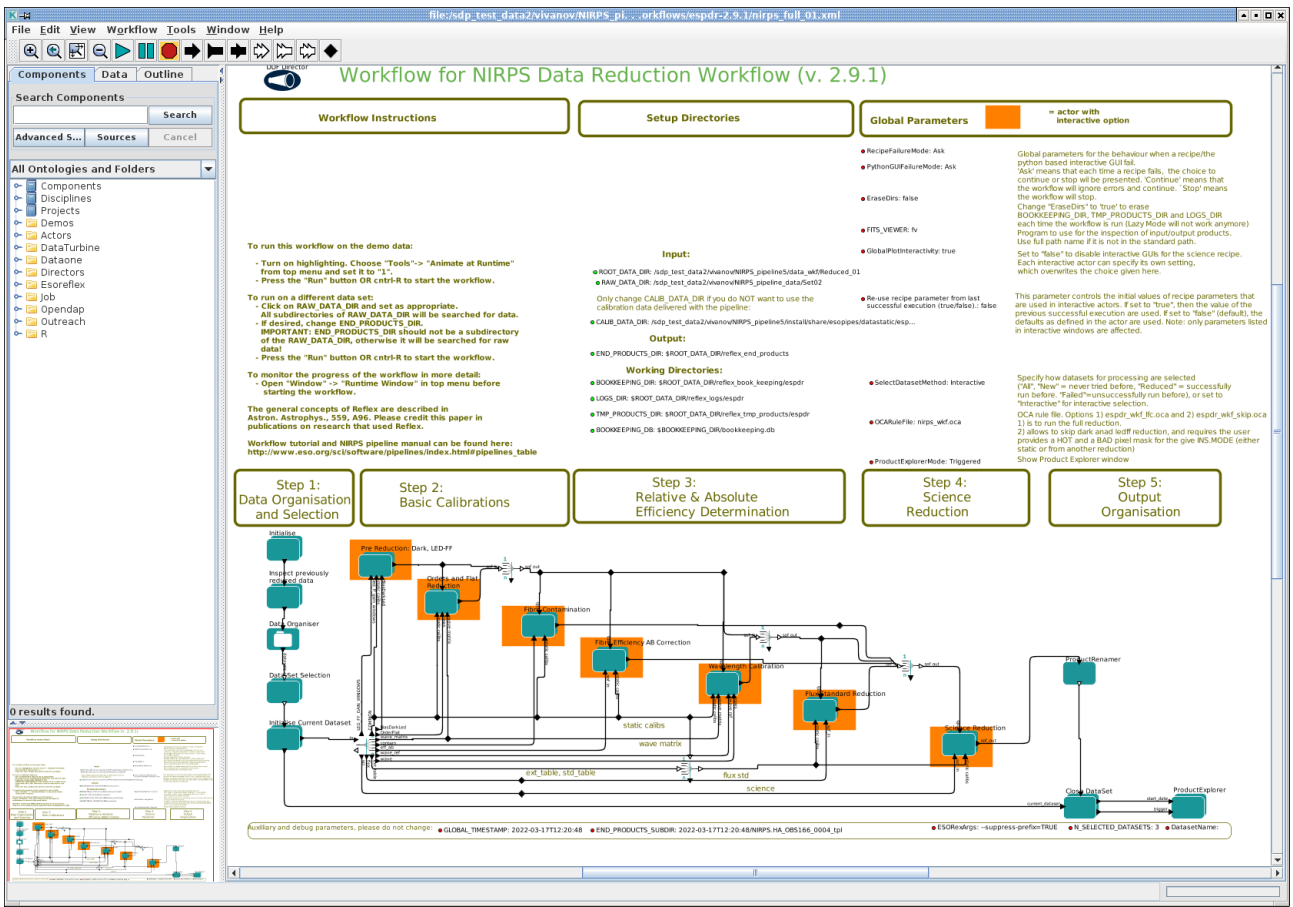 file:/sdp_test_data2/vivanov/NIRPS_pi. . .orkflows/espdr-2.9.1/nirps_full_01.xml
File Edit View Workflow Tools Window Help
Components Data Outline
Search Components
Search
Advanced S... Sources Cancel
All Ontologies and Folders
Components
Disciplines
Projects
Demos
Actors
DataTurbine
Dataone
Directors
Esoreflex
Job
Opendap
Outreach
R
0 results found.
DDF Director
Workflow for NIRPS Data Reduction Workflow (v. 2.9.1)
Workflow Instructions
Setup Directories
Global Parameters
= actor with
interactive option
To run this workflow on the demo data:
- Turn on highlighting. Choose "Tools"-> "Animate at Runtime"
from top menu and set it to "1".
- Press the "Run" button OR cntrl-R to start the workflow.
To run on a different data set:
- Click on RAW_DATA_DIR and set as appropriate.
All subdirectories of RAW_DATA_DIR will be searched for data.
- If desired, change END_PRODUCTS_DIR.
IMPORTANT: END_PRODUCTS_DIR should not be a subdirectory
of the RAW_DATA_DIR, otherwise it will be searched for raw
data!
- Press the "Run" button OR cntrl-R to start the workflow.
To monitor the progress of the workflow in more detail:
- Open "Window" -> "Runtime Window" in top menu before
starting the workflow.
The general concepts of Reflex are described in
Astron. Astrophys., 559, A96. Please credit this paper in
publications on research that used Reflex.
Workflow tutorial and NIRPS pipeline manual can be found here:
http://www.eso.org/sci/software/pipelines/index.html#pipelines_table
Input:
ROOT_DATA_DIR: /sdp_test_data2/vivanov/NIRPS_pipeline5/data_wkf/Reduced_01
RAW_DATA_DIR: /sdp_test_data2/vivanov/NIRPS_pipeline_data/Set02
Only change CALIB_DATA_DIR if you do NOT want to use the
calibration data delivered with the pipeline:
CALIB_DATA_DIR: /sdp_test_data2/vivanov/NIRPS_pipeline5/install/share/esopipes/datastatic/esp...
Output:
END_PRODUCTS_DIR: $ROOT_DATA_DIR/reflex_end_products
Working Directories:
BOOKKEEPING_DIR: $ROOT_DATA_DIR/reflex_book_keeping/espdr
LOGS_DIR: $ROOT_DATA_DIR/reflex_logs/espdr
TMP_PRODUCTS_DIR: $ROOT_DATA_DIR/reflex_tmp_products/espdr
BOOKKEEPING_DB: $BOOKKEEPING_DIR/bookkeeping.db
RecipeFailureMode: Ask
PythonGUIFailureMode: Ask
EraseDirs: false
FITS_VIEWER: fv
GlobalPlotInteractivity: true
Re-use recipe parameter from last
successful execution (true/false).: false
SelectDatasetMethod: Interactive
OCARuleFile: nirps_wkf.oca
ProductExplorerMode: Triggered
Global parameters for the behaviour when a recipe/the
python based interactive GUI fail.
'Ask' means that each time a recipe fails, the choice to
continue or stop wil be presented. 'Continue' means that
the workflow will ignore errors and continue. `Stop' means
the workflow will stop.
Change "EraseDirs" to 'true' to erase
BOOKKEEPING_DIR, TMP_PRODUCTS_DIR and LOGS_DIR
each time the workflow is run (Lazy Mode will not work anymore)
Program to use for the inspection of input/output products.
Use full path name if it is not in the standard path.
Set to "false" to disable interactive GUIs for the science recipe.
Each interactive actor can specify its own setting,
which overwrites the choice given here.
This parameter controls the initial values of recipe parameters that
are used in interactive actors. If set to "true", then the value of the
previous successful execution are used. If set to "false" (default), the
defaults as defined in the actor are used. Note: only parameters listed
in interactive windows are affected.
Specify how datasets for processing are selected
("All, "New" = never tried before, "Reduced" = successfully
run before. "Failed"=unsuccessfully run before), or set to
"Interactive" for interactive selection.
OCA rule file. Options 1) espdr_wkf_lfc.oca and 2) espdr_wkf_skip.oca
1) is to run the full reduction.
2) allows to skip dark anad ledff reduction, and requires the user
provides a HOT and a BAD pixel mask for the give INS.MODE (either
static or from another reduction)
Show Product Explorer window
Step 1:
Data Organisation
and Selection
Step 2:
Basic Calibrations
Step 3:
Relative & Absolute
Efficiency Determination
Step 4:
Science
Reduction
Step 5:
Output
Organisation
Initialise
Inspect previously
reduced data
Data Organiser
DataSet Selection
Initialise Current Dataset
Pre Reduction: Dark, LED-FF
Orders and Flat
Reduction
Fibre Contamination
Fibre Efficiency AB Correction
Wavelength Calibration
Flux Standard Reduction
Science Reduction
ProductRenamer
Close DataSet
ProductExplorer
static calibs
wave matrix
ext_table, std_table
flux std
science
sof_out
current_dataset
start_date
trigger
Auxiliary and debug parameters, please do not change:
GLOBAL_TIMESTAMP: 2022-03-17T12:20:48
END_PRODUCTS_SUBDIR: 2022-03-17T12:20:48/NIRPS.HA_OBS166_0004_tpl
ESORexArgs: --suppress-prefix=TRUE
N_SELECTED_DATASETS: 3
DatasetName: